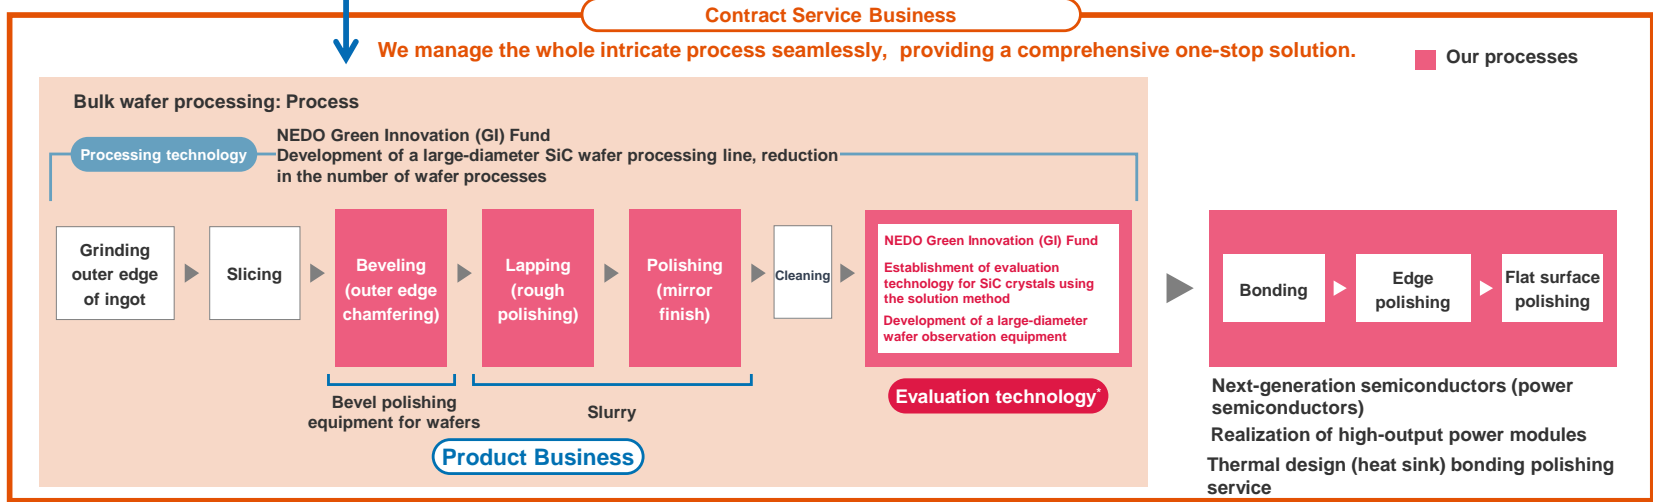 Contract Service Business
We manage the whole intricate process seamlessly, providing a comprehensive one-stop solution.
Our processes
Bulk wafer processing: Process
Processing technology
NEDO Green Innovation (GI) Fund
Development of a large-diameter SiC wafer processing line, reduction
in the number of wafer processes
Grinding
outer edge
of ingot
Slicing
Beveling
(outer edge
chamfering)
Lapping
(rough
polishing)
Polishing
(mirror
finish)
Cleaning
NEDO Green Innovation (GI) Fund
Establishment of evaluation
technology for SiC crystals using
the solution method
Development of a large-diameter
wafer observation equipment
Bonding
Edge
polishing
Flat surface
polishing
Bevel polishing
equipment for wafers
Slurry
Product Business
Evaluation technology*
Next-generation semiconductors (power
semiconductors)
Realization of high-output power modules
Thermal design (heat sink) bonding polishing
service